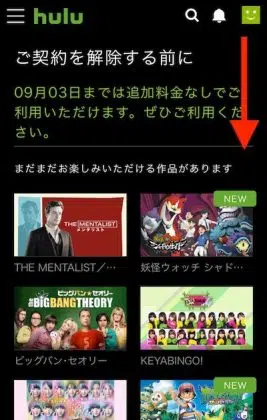 hulu
ご契約を解除する前に
09月03日までは追加料金なしでご
利用いただけます。ぜひご利用くだ
さい。
まだまだお楽しみいただける作品があります
THE MENTALIST
メンタリスト
NEW
THE MENTALIST／…
妖怪ウォッチ シャド…
ビッグバン★セオリー
#BIGBANGTHEORY
ビッグバン・セオリー
KEYABINGO!
NEW